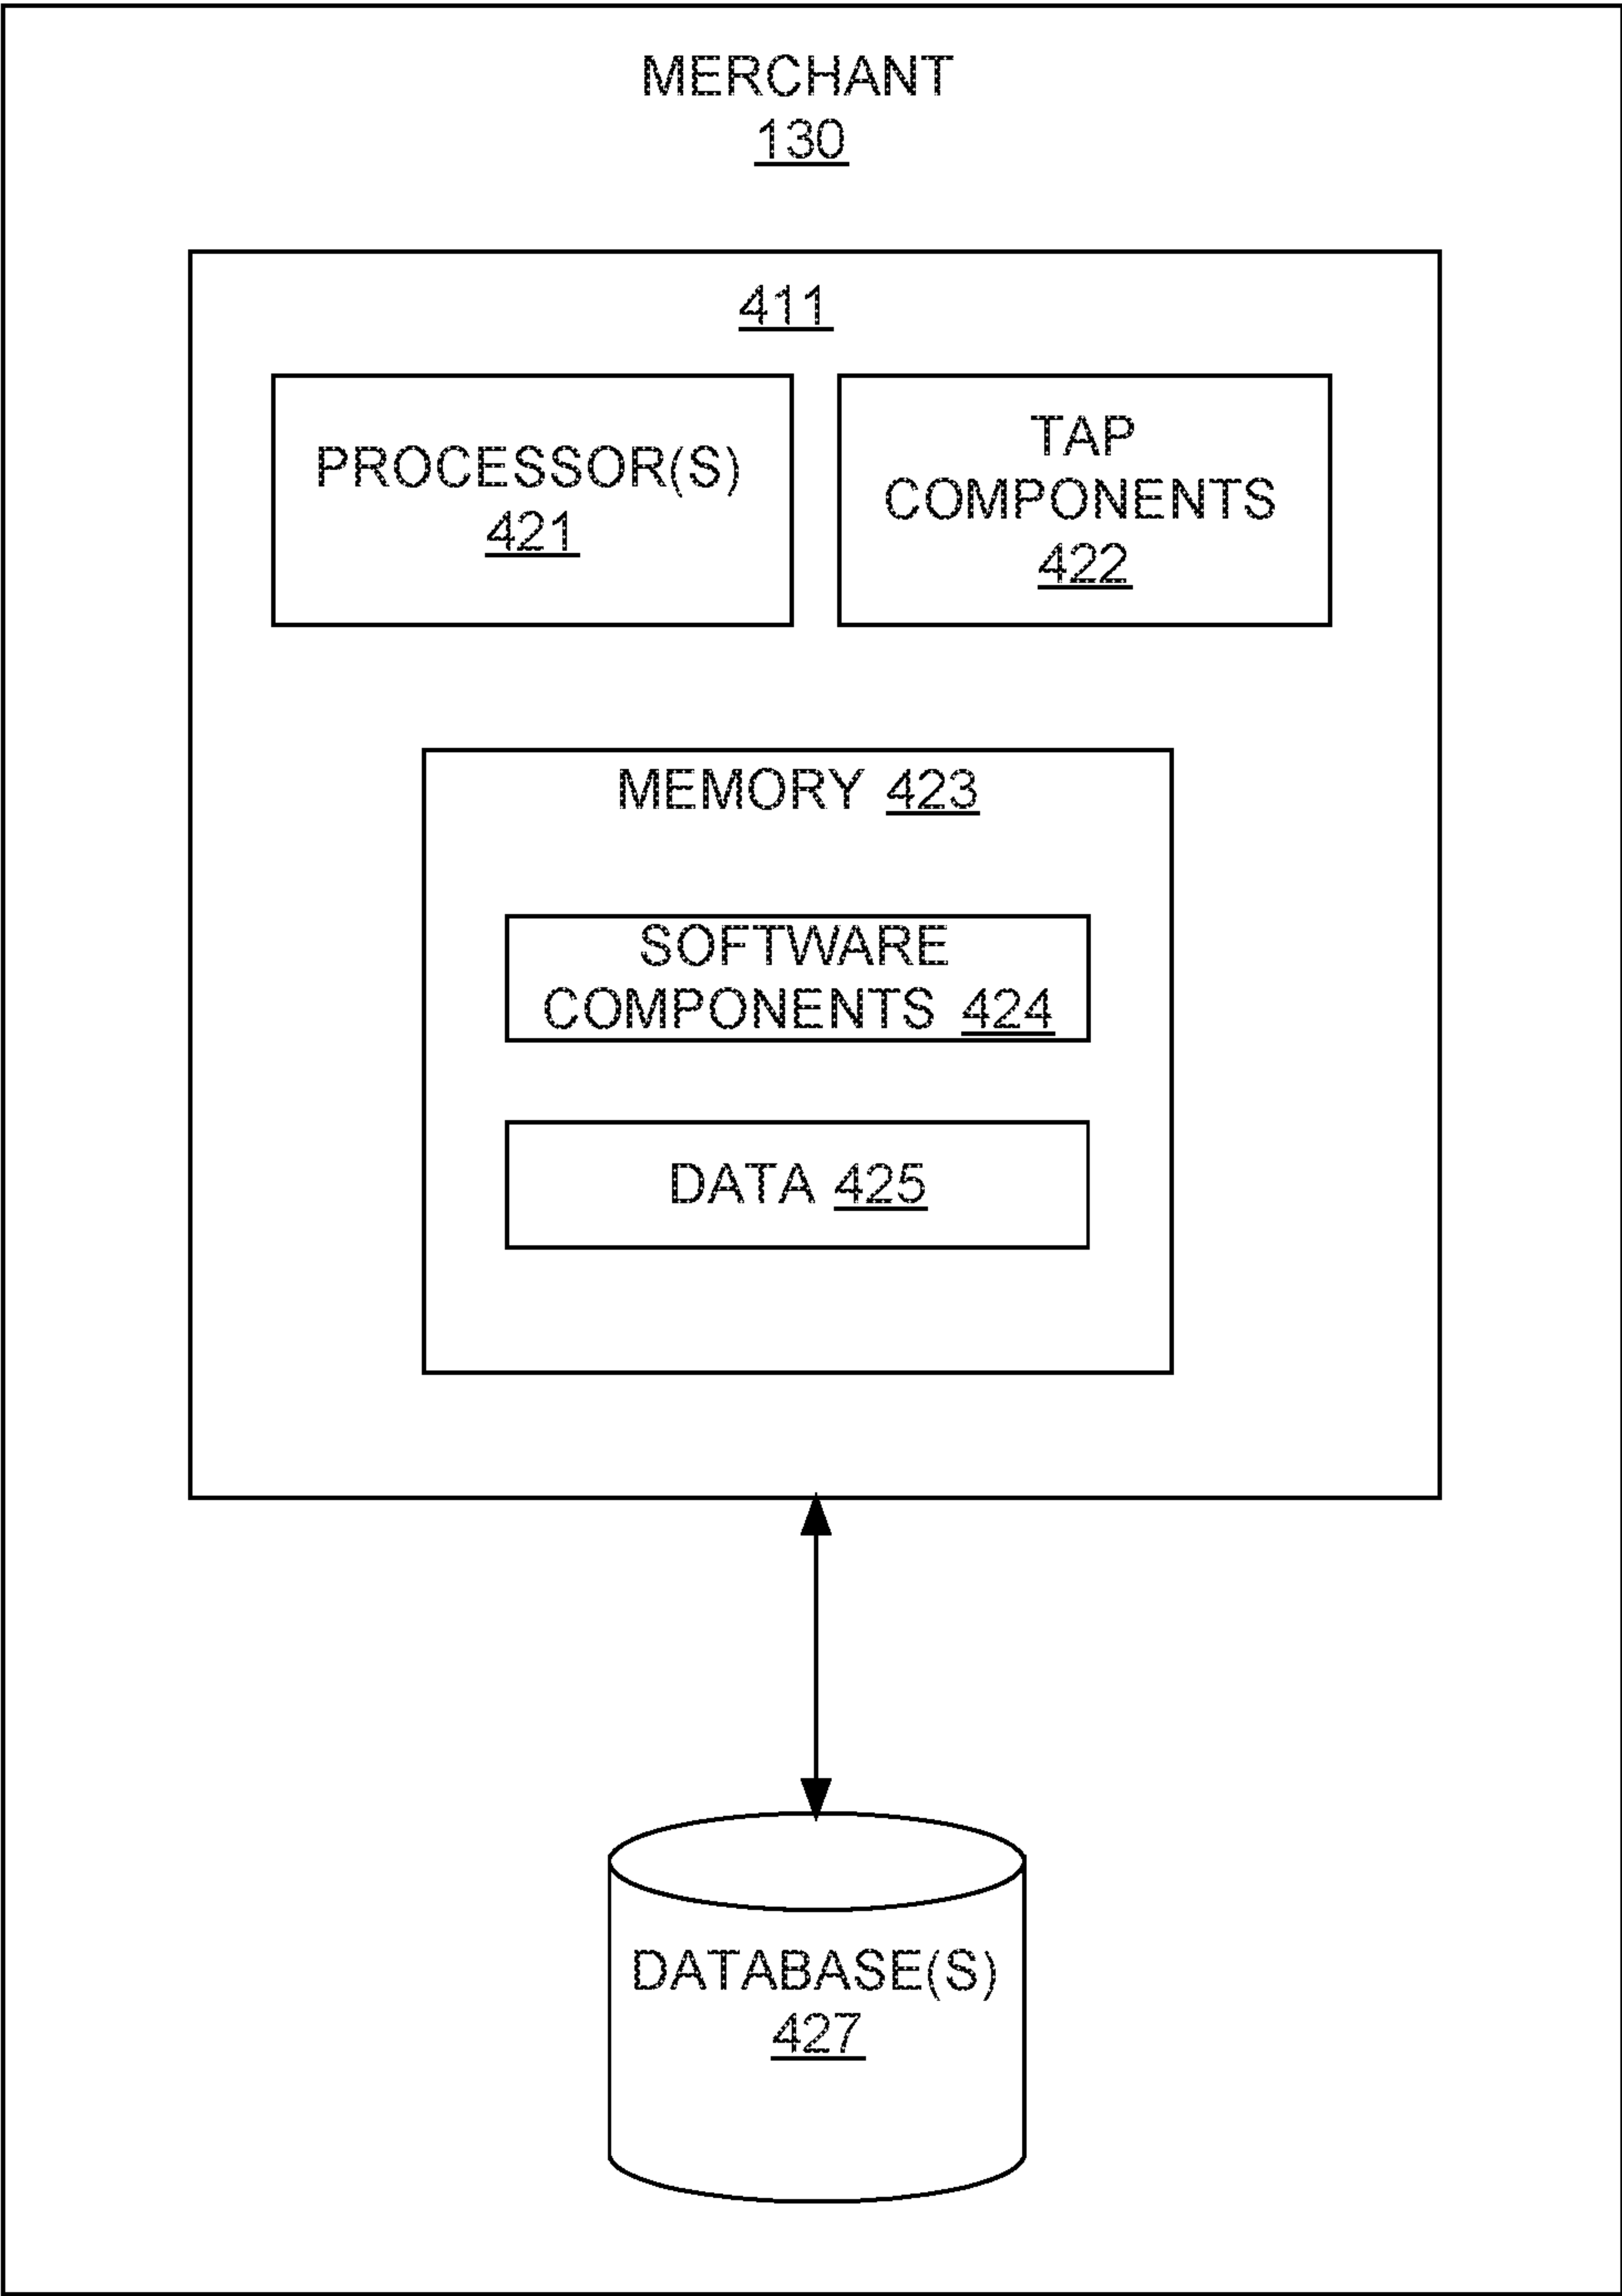 MERCHANT
130
411
PROCESSOR(S)
421
TAP
COMPONENTS
422
MEMORY 423
SOFTWARE
COMPONENTS 424
DATA 425
DATABASE(S)
427